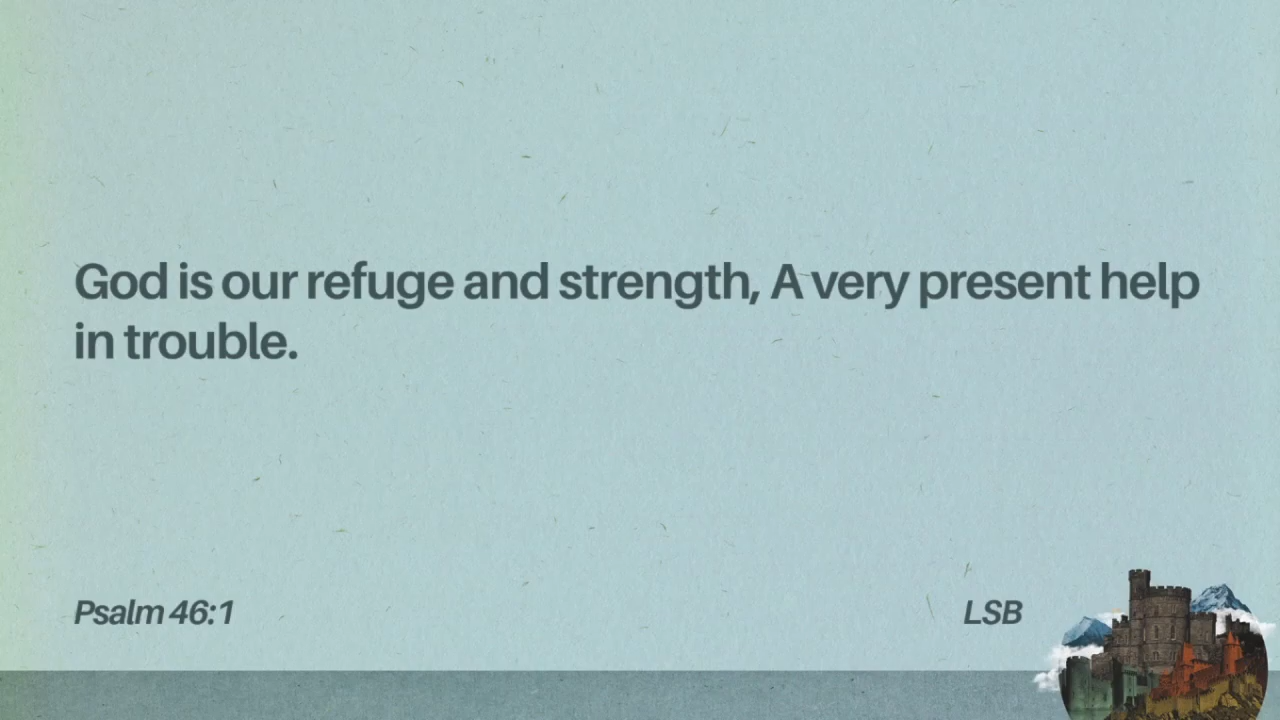 God is our refuge and strength, A very present help
in trouble.
Psalm 46:1
LSB